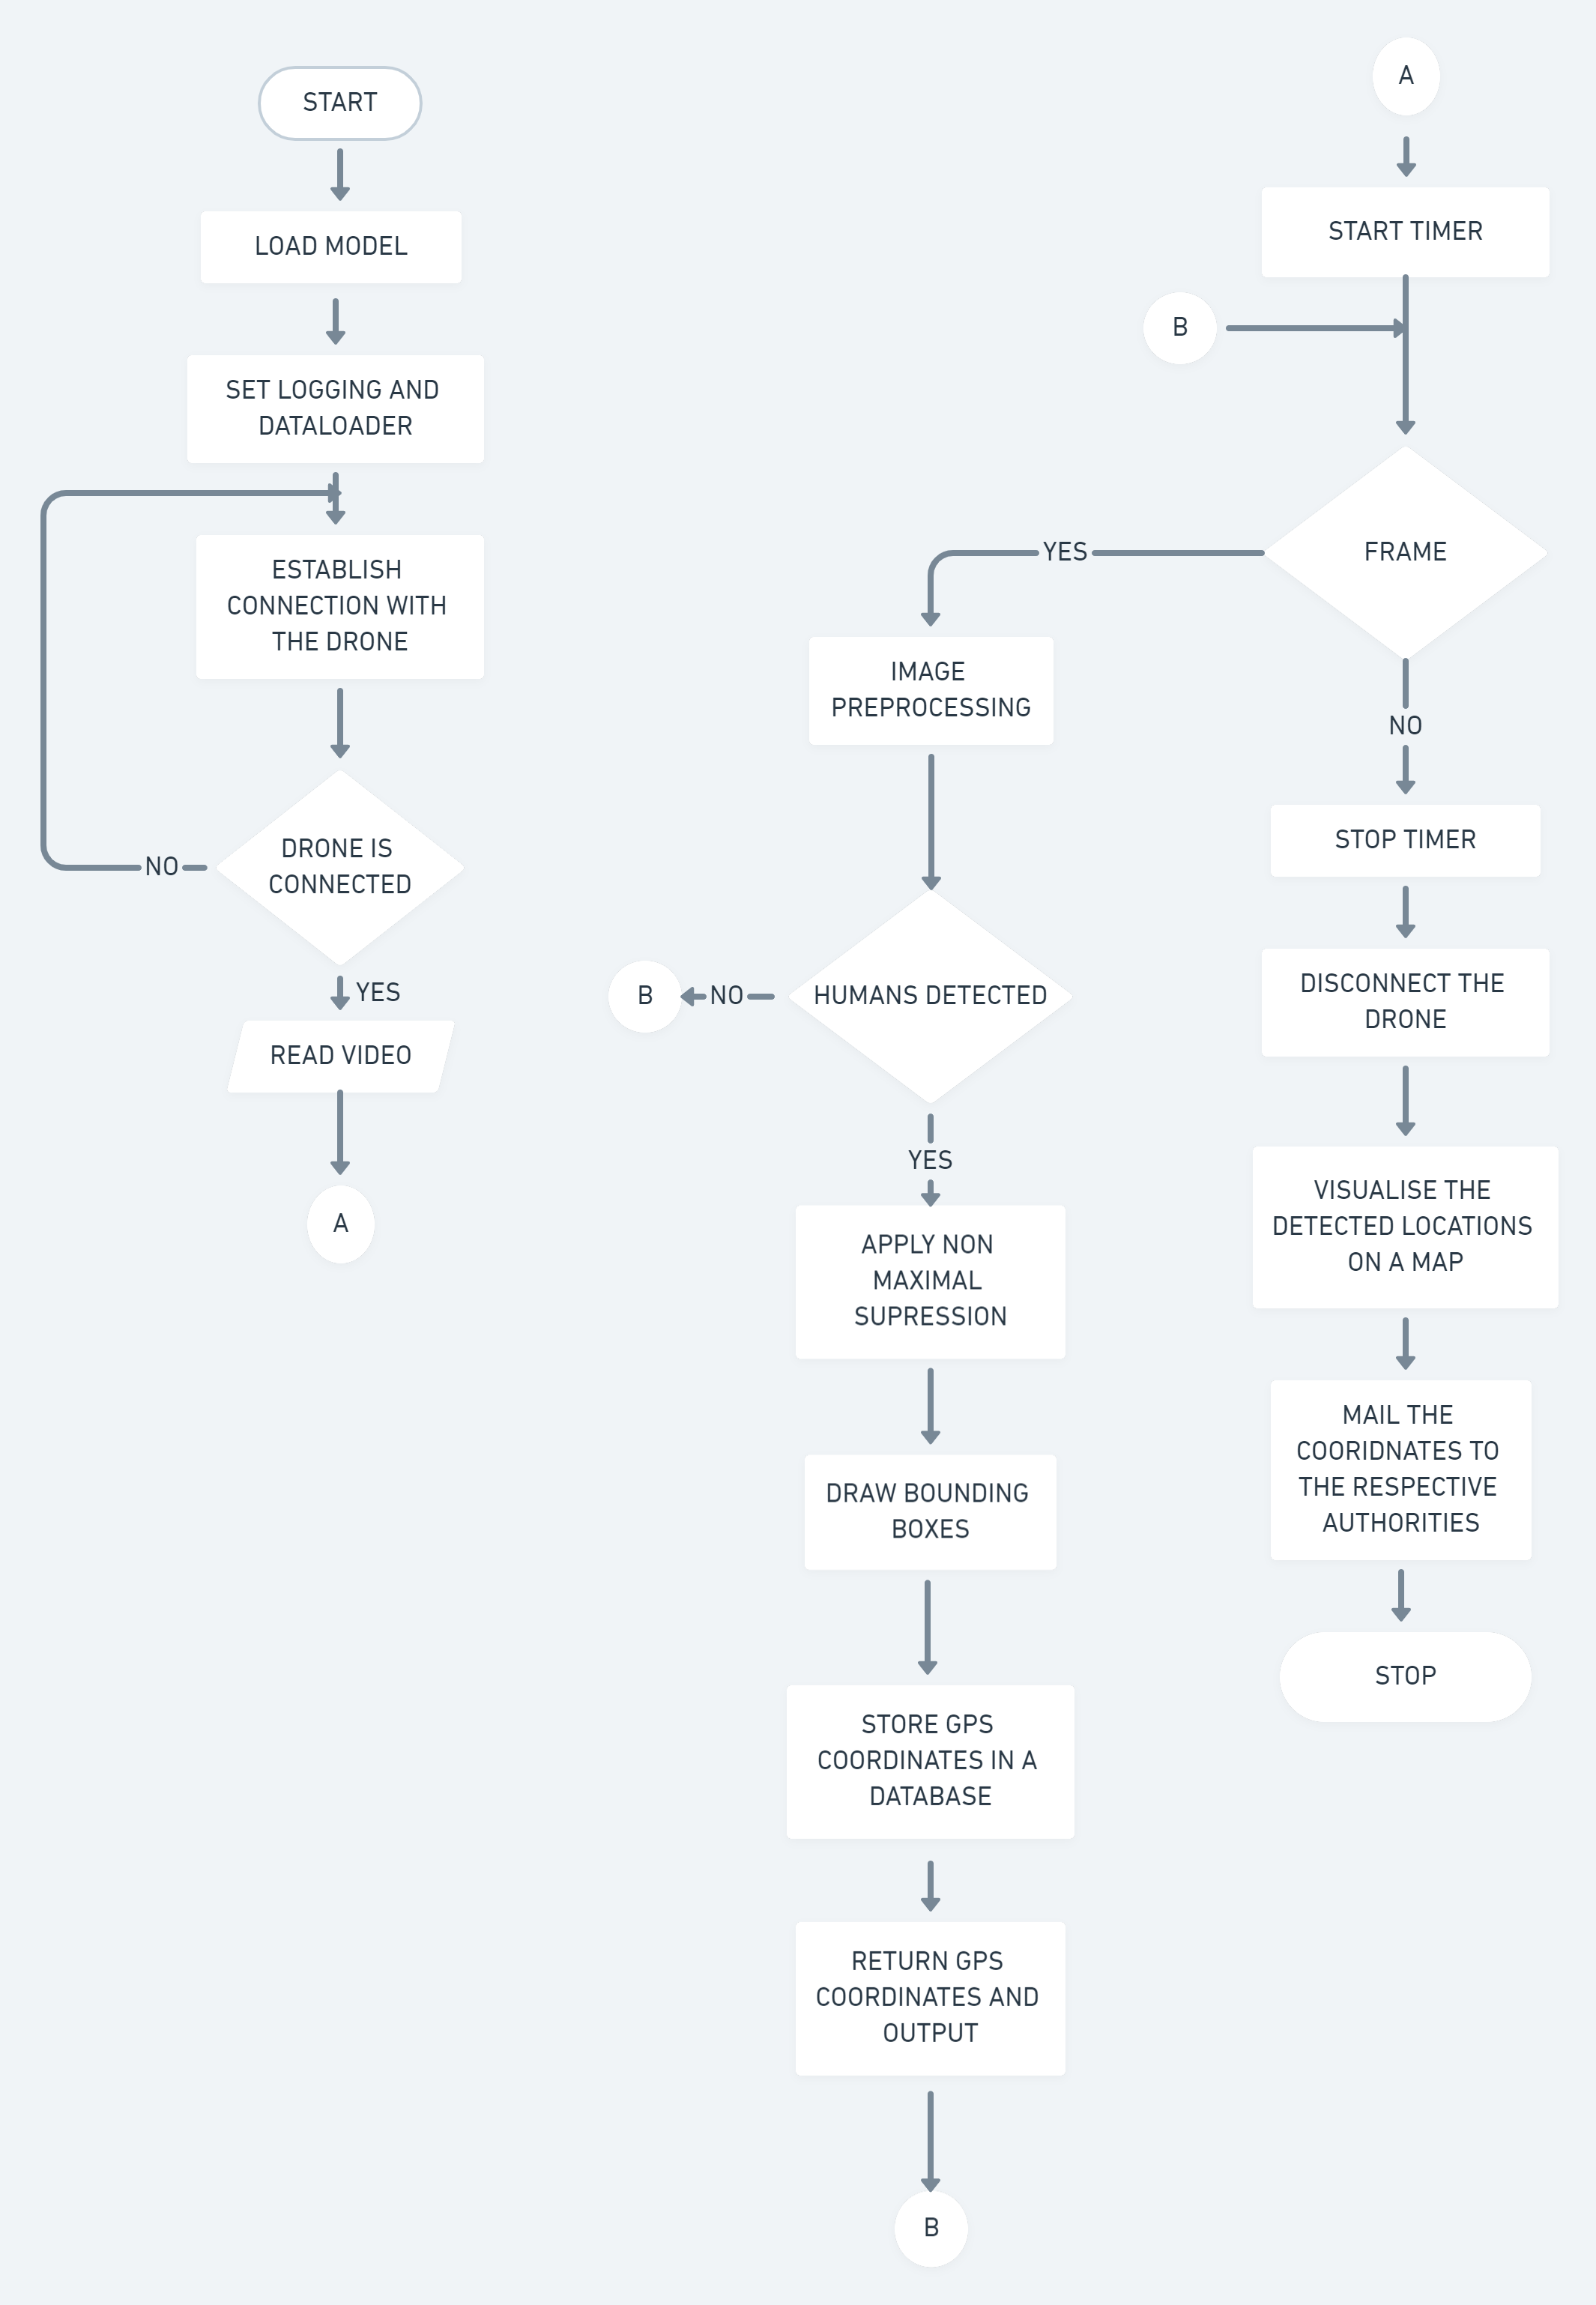 START
LOAD MODEL
SET LOGGING AND
DATALOADER
ESTABLISH
CONNECTION WITH
THE DRONE
DRONE IS
CONNECTED
NO
YES
READ VIDEO
A
A
START TIMER
B
FRAME
YES
NO
IMAGE
PREPROCESSING
HUMANS DETECTED
NO
B
YES
APPLY NON
MAXIMAL
SUPRESSION
DRAW BOUNDING
BOXES
STORE GPS
COORDINATES IN A
DATABASE
RETURN GPS
COORDINATES AND
OUTPUT
B
STOP TIMER
DISCONNECT THE
DRONE
VISUALISE THE
DETECTED LOCATIONS
ON A MAP
MAIL THE
COORIDNATES TO
THE RESPECTIVE
AUTHORITIES
STOP